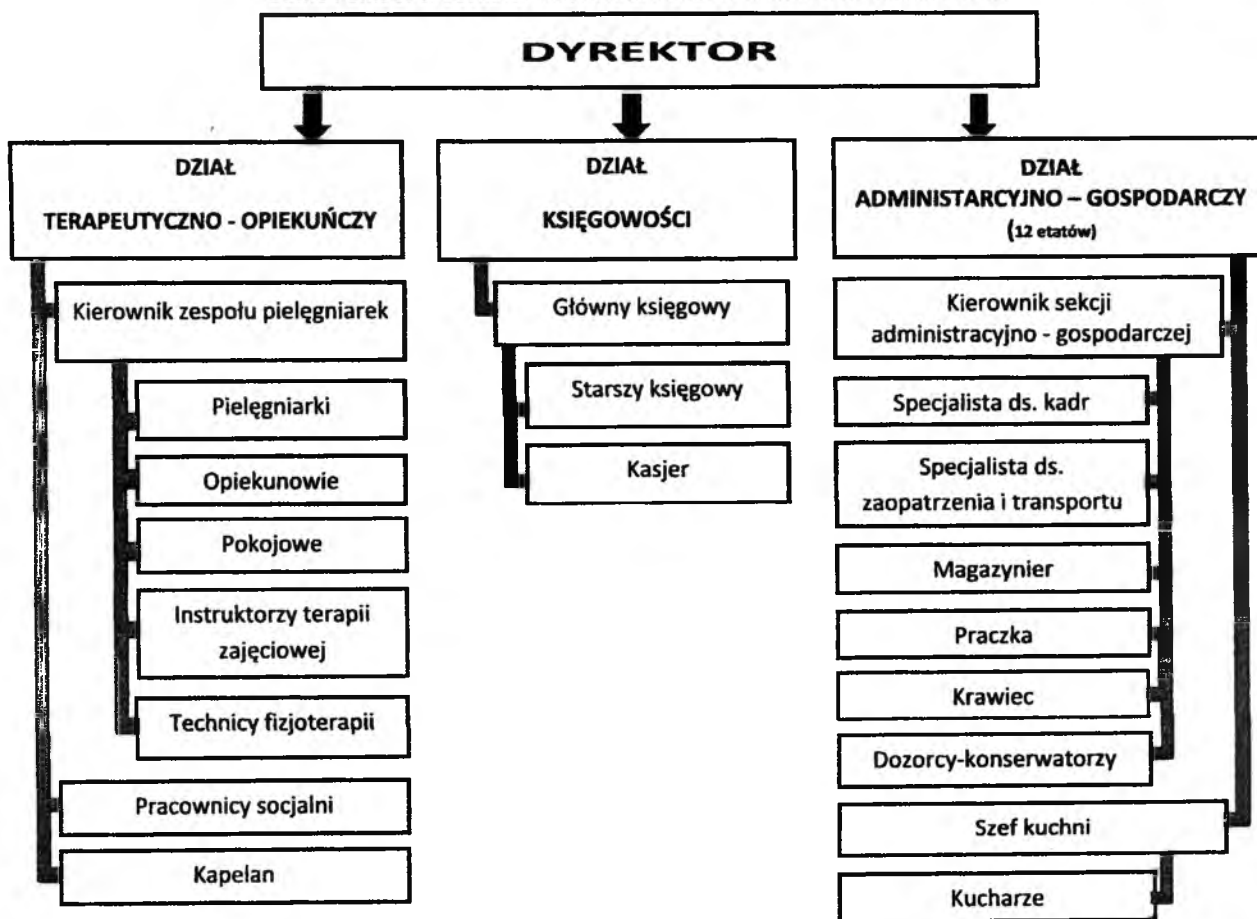 DYREKTOR
DZIAŁ
TERAPEUTYCZNO - OPIEKUŃCZY
Kierownik zespołu pielęgniarek
Pielęgniarki
Opiekunowie
Pokojowe
Instruktorzy terapii
zajęciowej
Technicy fizjoterapii
Pracownicy socjalni
Kapelan
DZIAŁ
KSIĘGOWOŚCI
Główny księgowy
Starszy księgowy
Kasjer
DZIAŁ
ADMINISTARCYJNO – GOSPODARCZY
(12 etatów)
Kierownik sekcji
administracyjno - gospodarczej
Specjalista ds. kadr
Specjalista ds.
zaopatrzenia i transportu
Magazynier
Praczka
Krawiec
Dozorcy-konserwatorzy
Szef kuchni
Kucharze